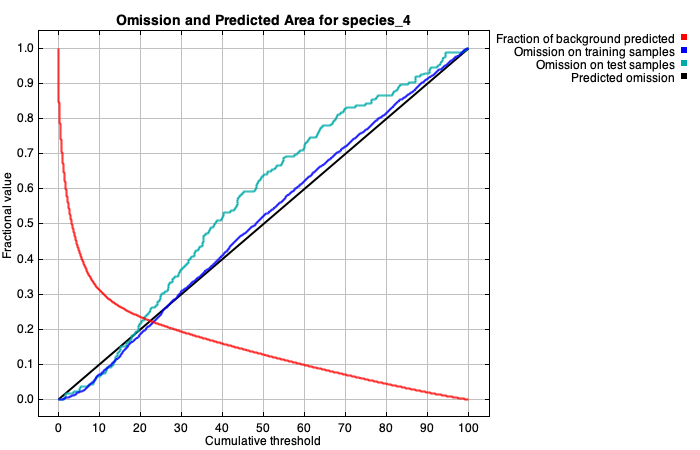 Omission and Predicted Area for species_4
Fraction of background predicted
Omission on training samples
Omission on test samples
Predicted omission
Fractional value
1.0
0.9
0.8
0.7
0.6
0.5
0.4
0.3
0.2
0.1
0.0
0 10 20 30 40 50 60 70 80 90 100
Cumulative threshold